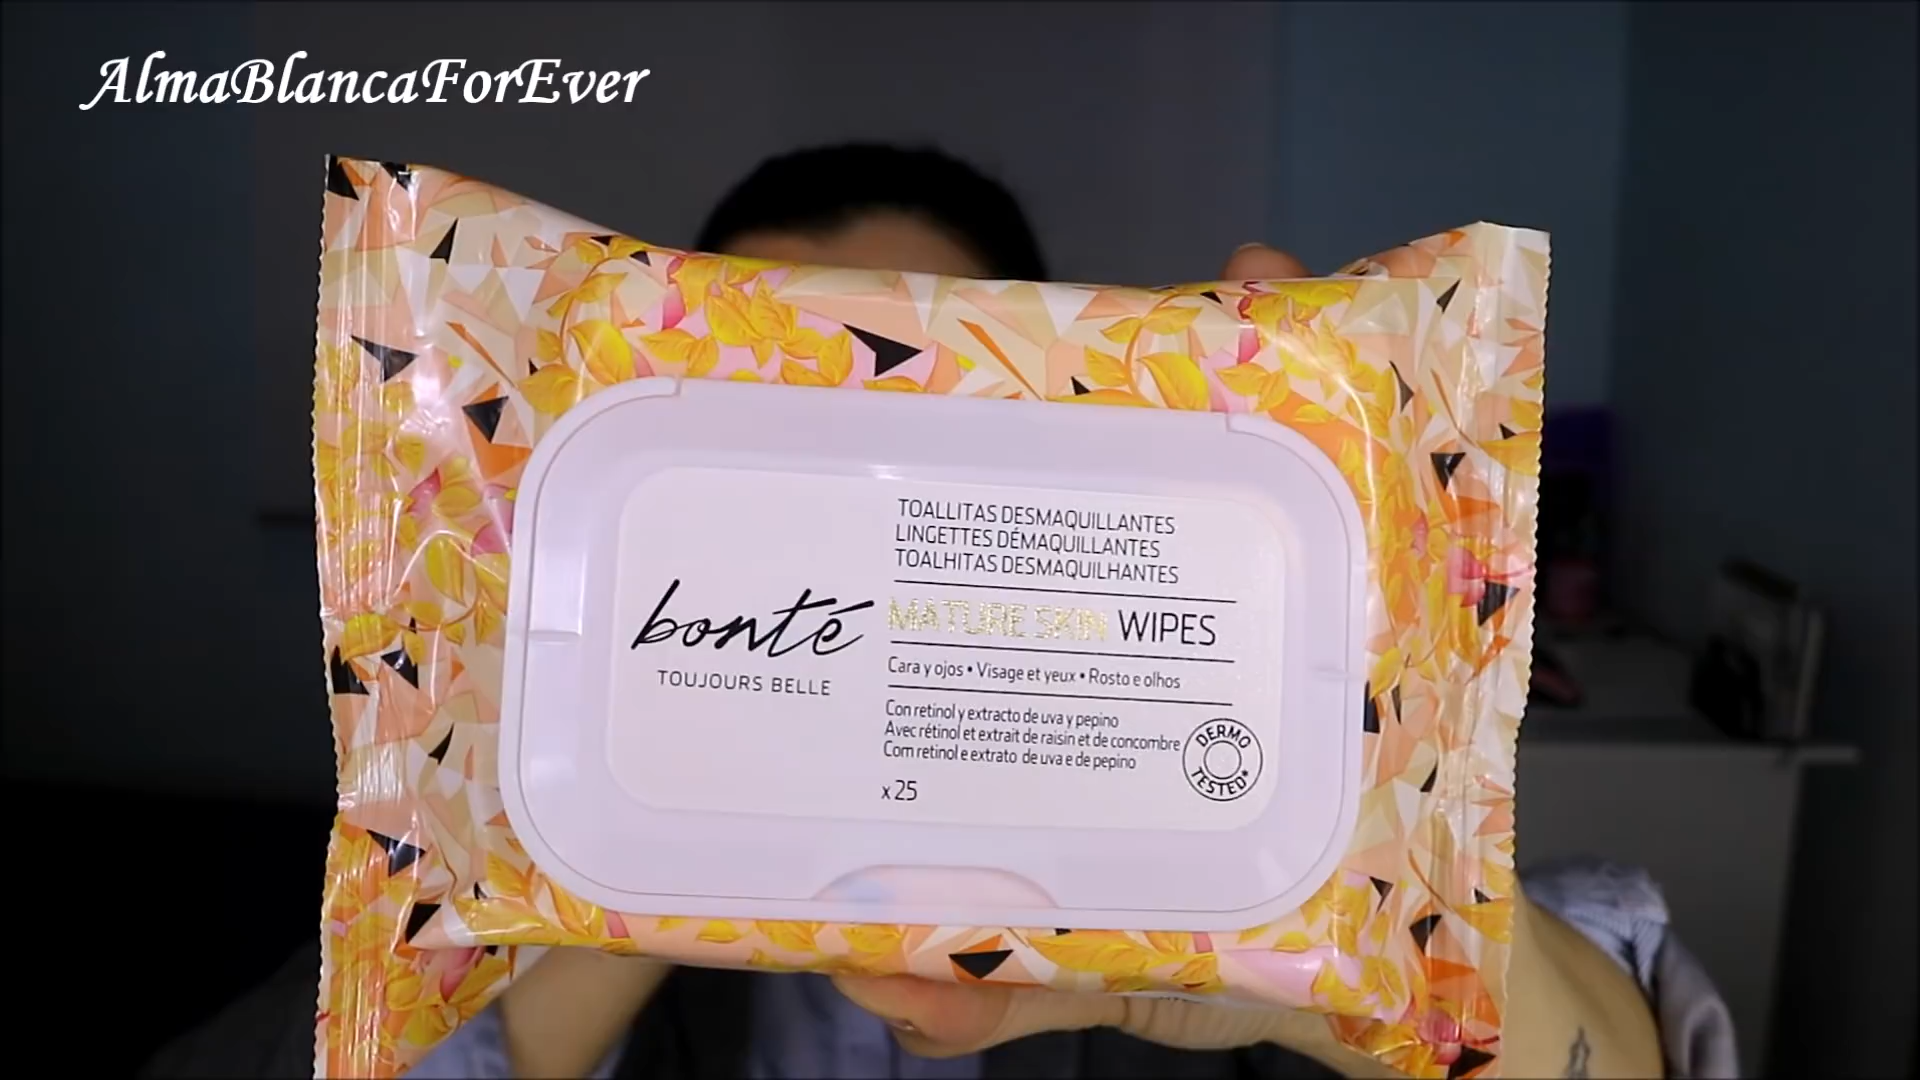 AlmaBlancaForEver
bonté
TOUJOURS BELLE
TOALLITAS DESMAQUILLANTES
LINGETTES DÉMAQUILLANTES
TOALHITAS DESMAQUILHANTES
MATURE SKIN WIPES
Cara y ojos • Visage et yeux • Rosto e olhos
Con retinol y extracto de uva y pepino
Avec rétinol et extrait de raisin et de concombre
Com retinol e extrato de uva e de pepino
x 25
DERMO
TESTED*